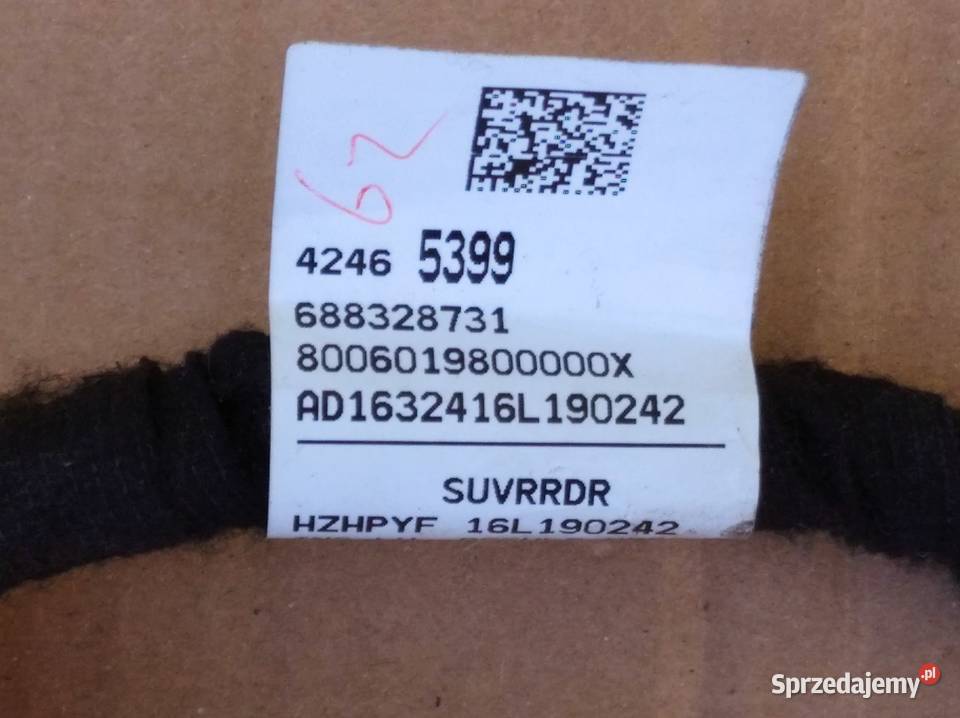 62
4246 5399
688328731
8006019800000X
AD1632416L190242
SUVRRDR
HZHPYF 16L190242
Sprzedajemy.pl